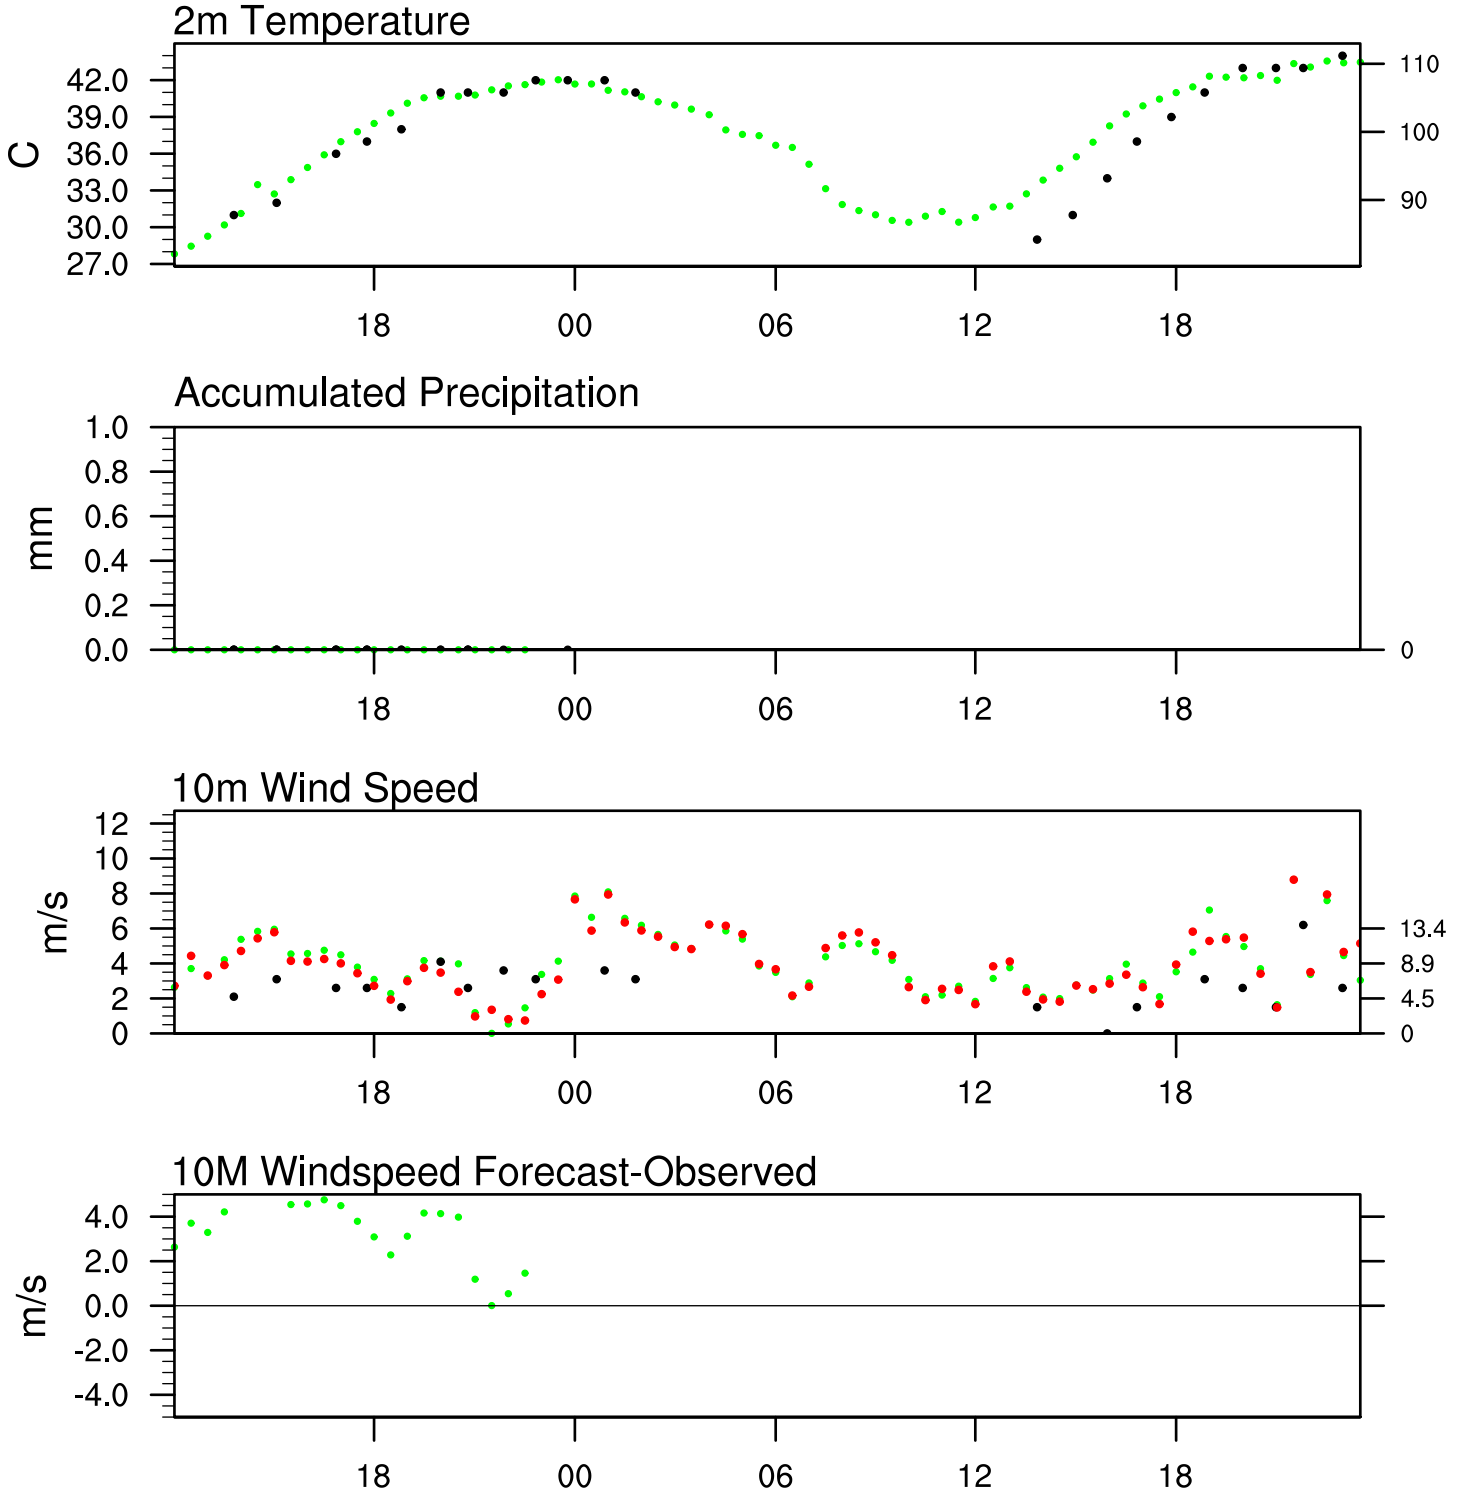 2m Temperature
C
42.0
39.0
36.0
33.0
30.0
27.0
110
100
90
18 00 06 12 18
Accumulated Precipitation
mm
1.0
0.8
0.6
0.4
0.2
0.0
0
18 00 06 12 18
10m Wind Speed
m/s
12
10
8
6
4
2
0
13.4
8.9
4.5
0
18 00 06 12 18
10M Windspeed Forecast-Observed
m/s
4.0
2.0
0.0
-2.0
-4.0
18 00 06 12 18